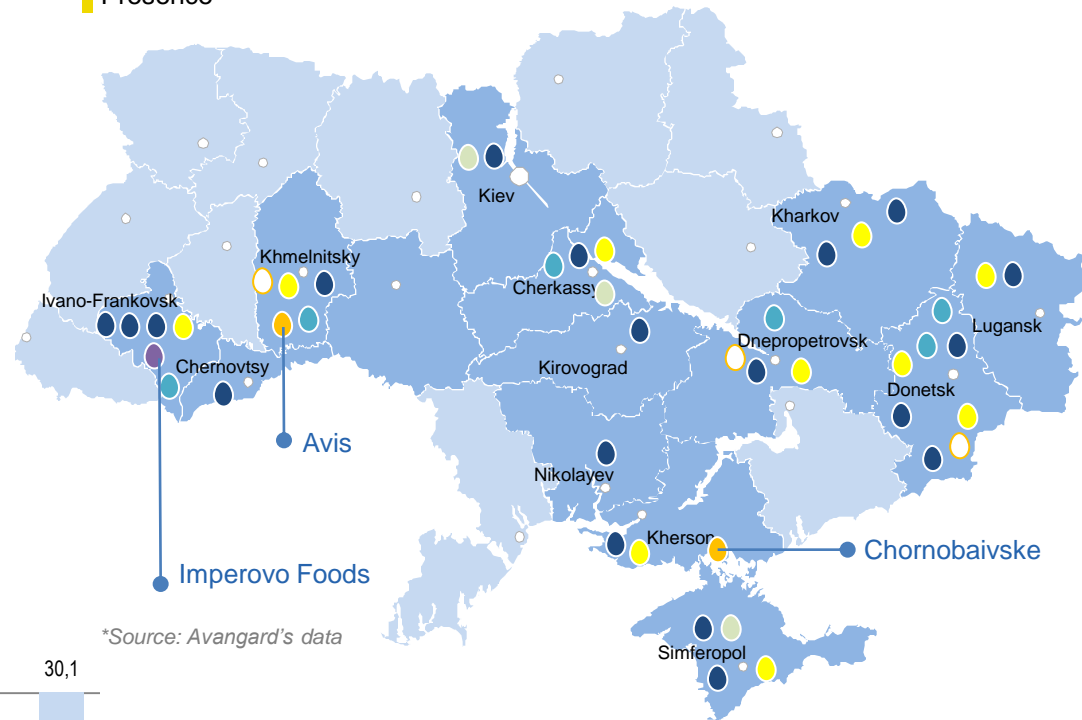 Presence
Kiev
Kharkov
Khmelnitsky
Cherkassy
Ivano-Frankovsk
Lugansk
Dnepropetrovsk
Chernovtsy
Kirovograd
Donetsk
Avis
Nikolayev
Kherson
Chornobaivske
Imperovo Foods
*Source: Avangard's data
Simferopol
30,1